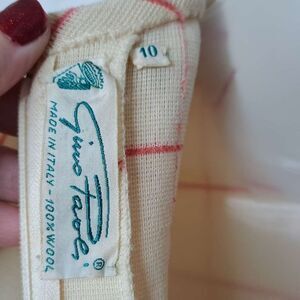 10
Gino Paoli
®
MADE IN ITALY - 100% WOOL